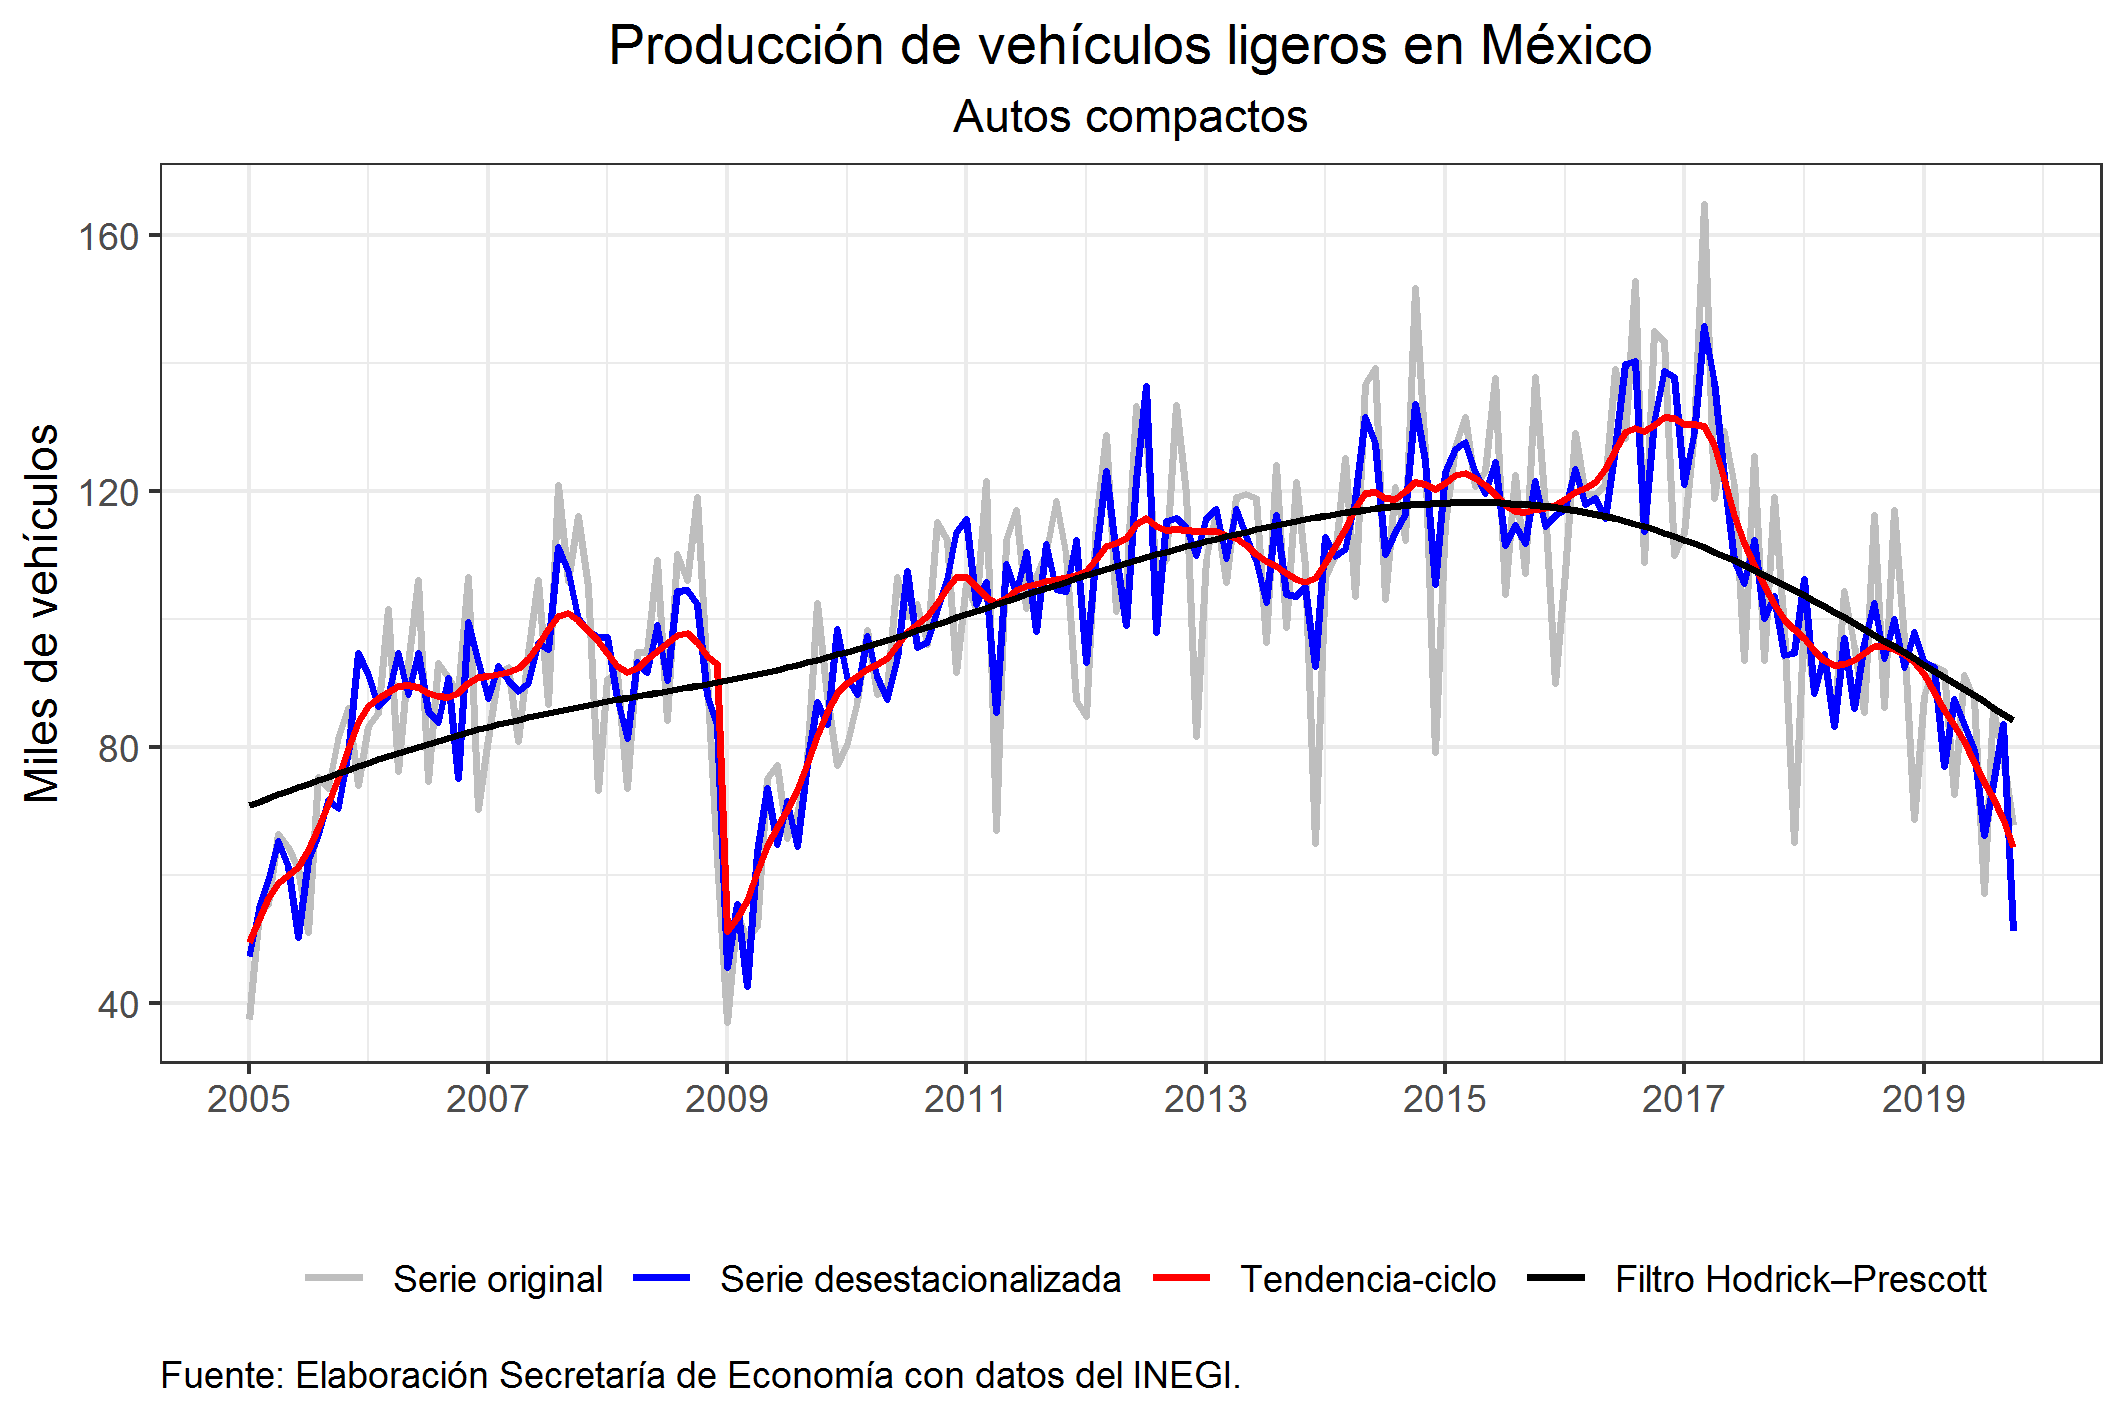 Producción de vehículos ligeros en México
Autos compactos
Miles de vehículos
160
120
80
40
2005 2007 2009 2011 2013 2015 2017 2019
Serie original Serie desestacionalizada Tendencia-ciclo Filtro Hodrick–Prescott
Fuente: Elaboración Secretaría de Economía con datos del INEGI.